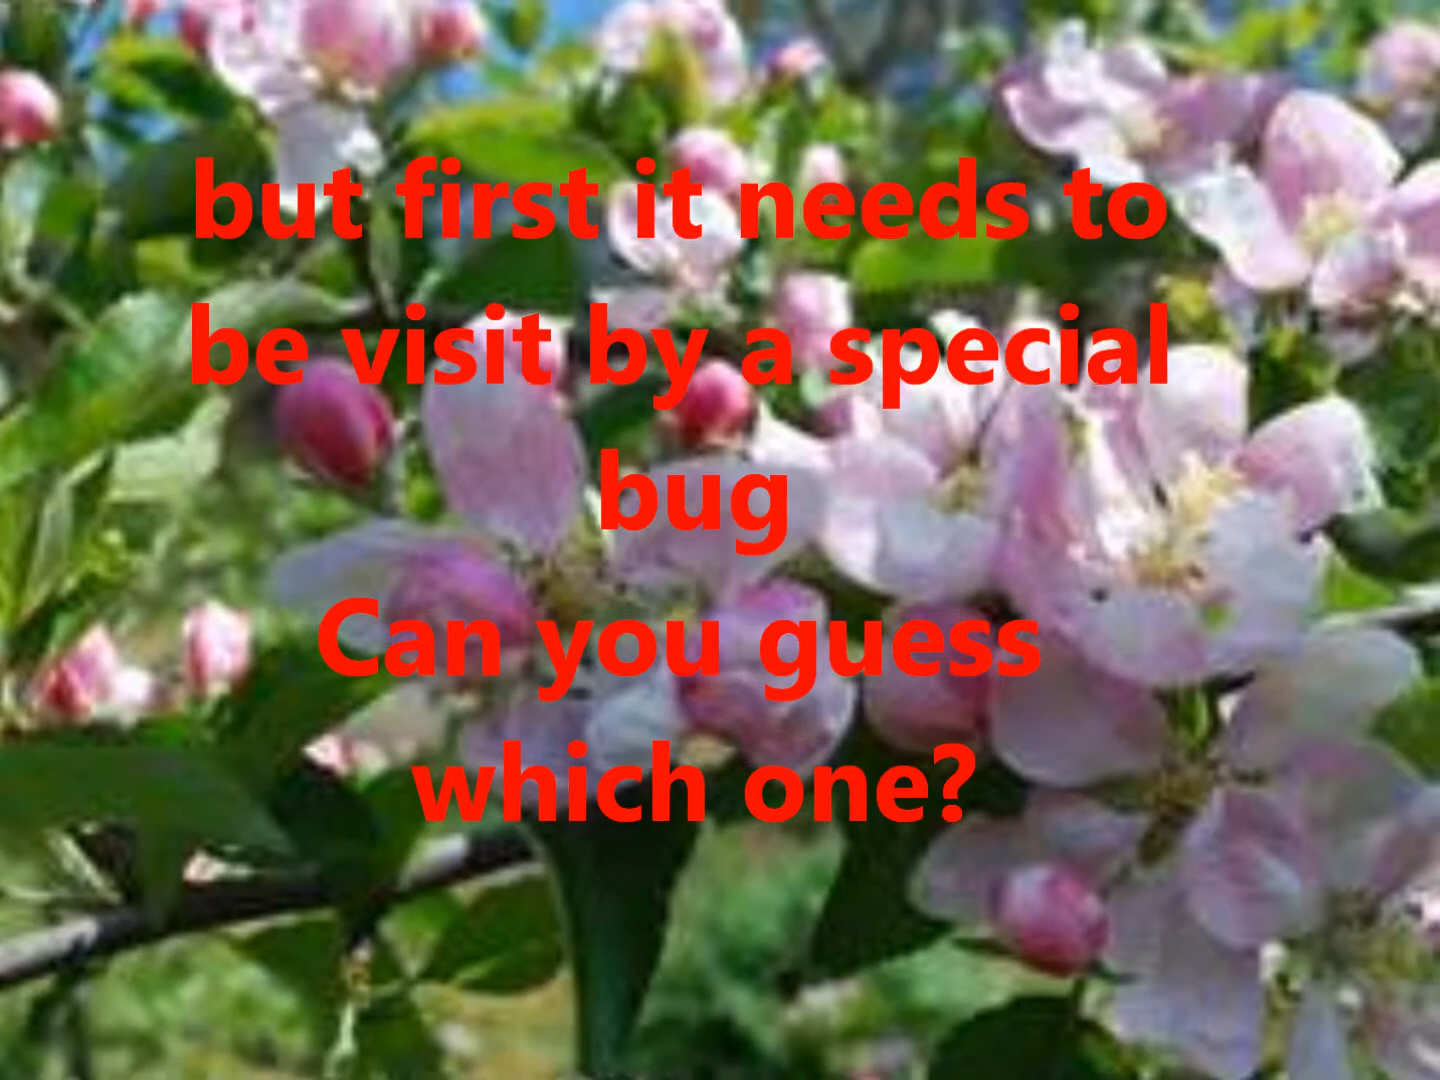 but first it needs to
be visit by a special
bug
Can you guess
which one?